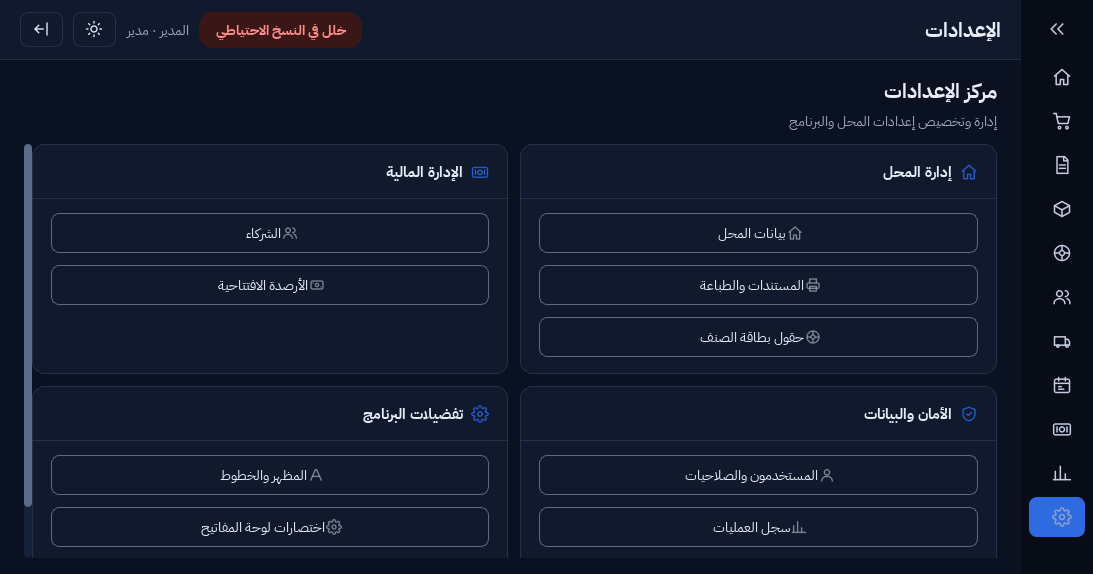 الإعدادات
خلل في النسخ الاحتياطي
المدير · مدير
مركز الإعدادات
إدارة وتخصيص إعدادات المحل والبرنامج
إدارة المحل
بيانات المحل
المستندات والطباعة
حقول بطاقة الصنف
الإدارة المالية
الشركاء
الأرصدة الافتتاحية
الأمان والبيانات
المستخدمون والصلاحيات
سجل العمليات
تفضيلات البرنامج
المظهر والخطوط
اختصارات لوحة المفاتيح